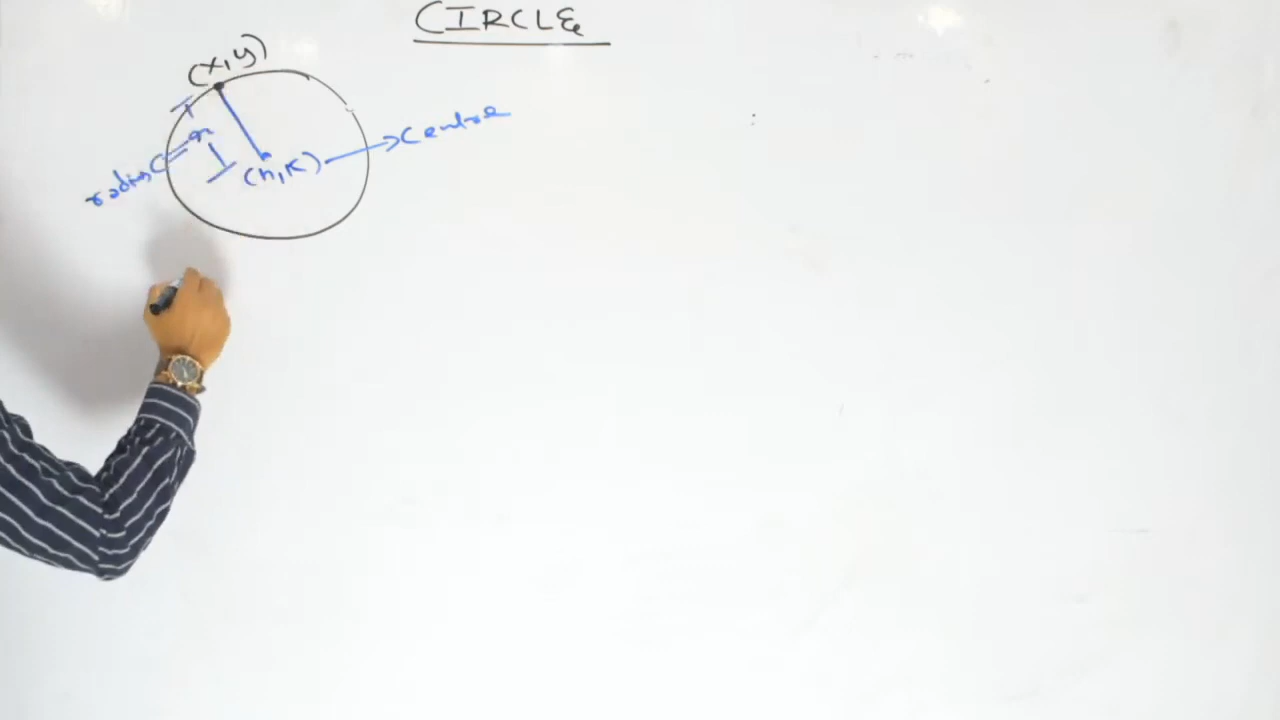 CIRCLE
(x,y)
r
Centre
(h,k)
radius